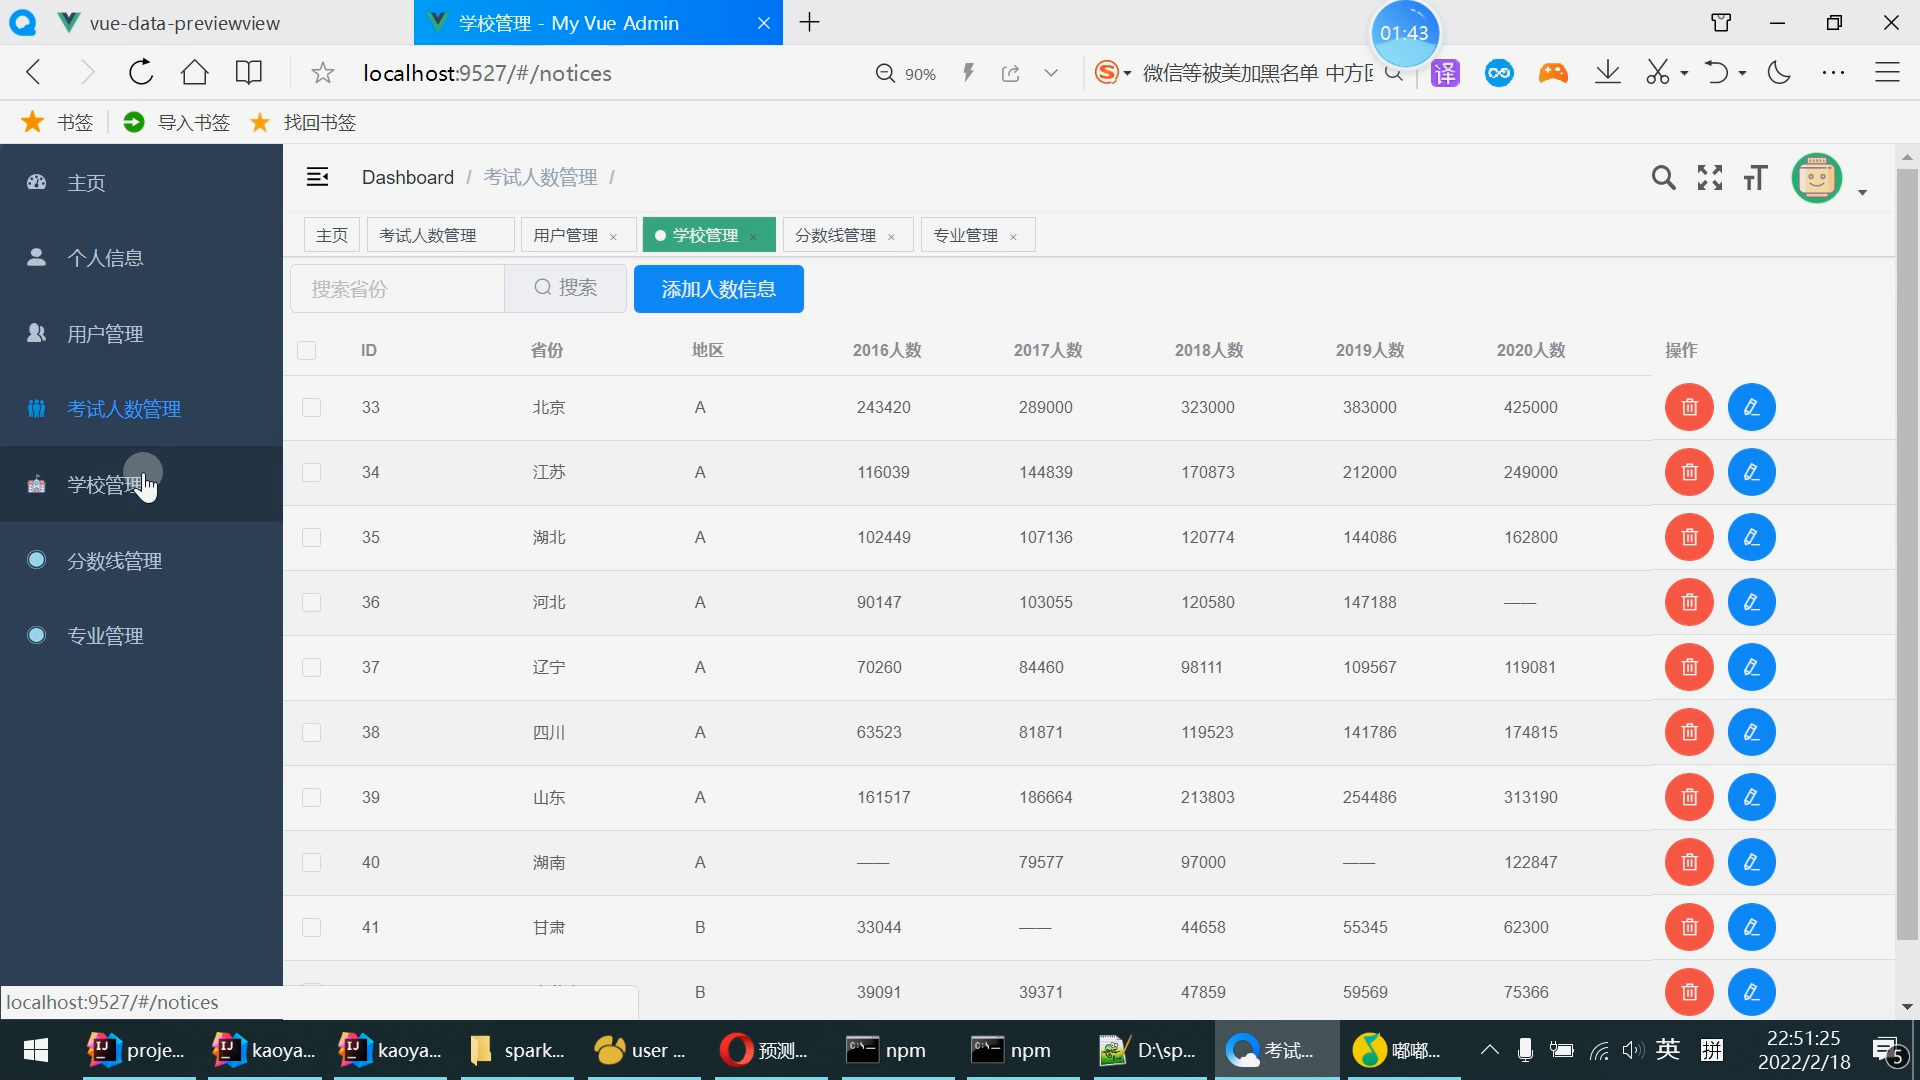 vue-data-previewview
学校管理 - My Vue Admin
01:43
localhost:9527/#/notices
90%
微信等被美加黑名单 中方
译
书签
导入书签
找回书签
主页
个人信息
用户管理
考试人数管理
学校管理
分数线管理
专业管理
Dashboard / 考试人数管理 /
主页 考试人数管理 用户管理 × 学校管理 × 分数线管理 × 专业管理 ×
搜索省份 搜索 添加人数信息
ID 省份 地区 2016人数 2017人数 2018人数 2019人数 2020人数 操作
33 北京 A 243420 289000 323000 383000 425000
34 江苏 A 116039 144839 170873 212000 249000
35 湖北 A 102449 107136 120774 144086 162800
36 河北 A 90147 103055 120580 147188 ——
37 辽宁 A 70260 84460 98111 109567 119081
38 四川 A 63523 81871 119523 141786 174815
39 山东 A 161517 186664 213803 254486 313190
40 湖南 A —— 79577 97000 —— 122847
41 甘肃 B 33044 —— 44658 55345 62300
B 39091 39371 47859 59569 75366
localhost:9527/#/notices
proje... kaoya... kaoya... spark... user ... 预测... npm npm D:\sp... 考试... 嘟嘟... 英 拼
22:51:25
2022/2/18
5